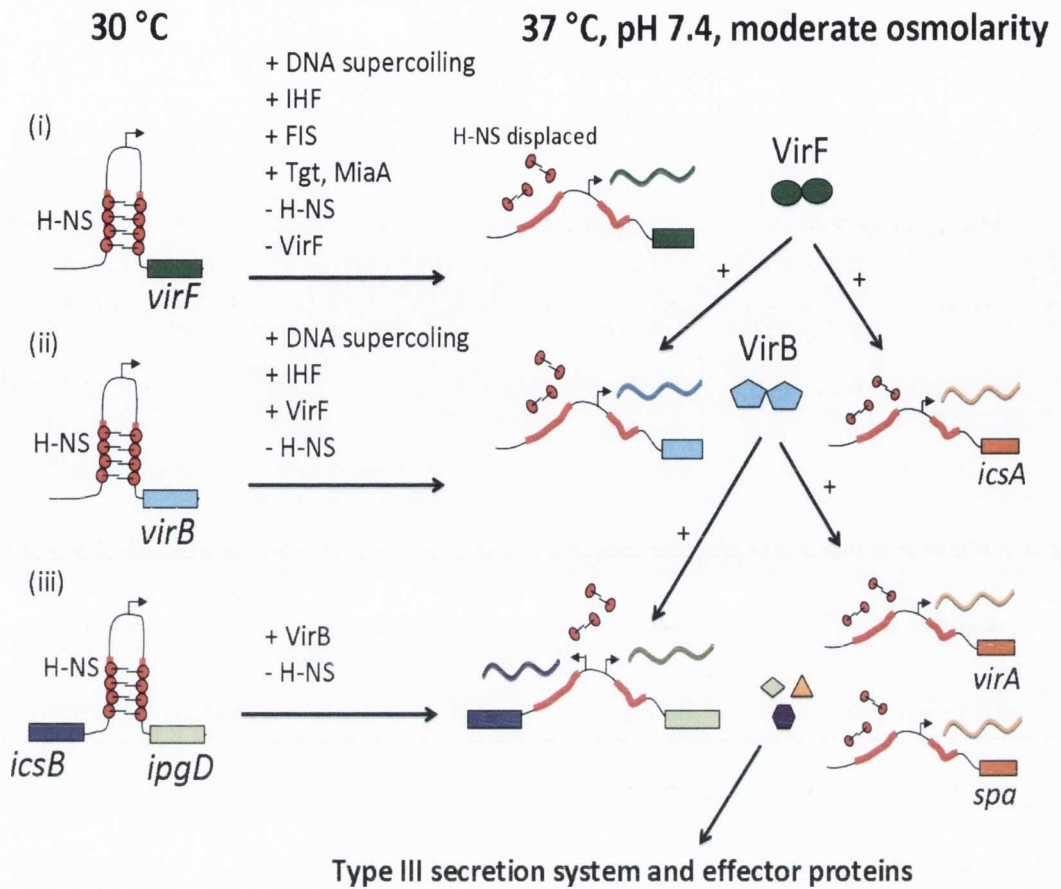 30 °C
37 °C, pH 7.4, moderate osmolarity
+ DNA supercoiling
+ IHF
+ FIS
+ Tgt, MiaA
- H-NS
- VirF
(i)
H-NS
virF
H-NS displaced
VirF
+
+
(ii)
+ DNA supercoling
+ IHF
+ VirF
- H-NS
H-NS
virB
VirB
icsA
+
+
(iii)
+ VirB
- H-NS
H-NS
icsB
ipgD
virA
spa
Type III secretion system and effector proteins